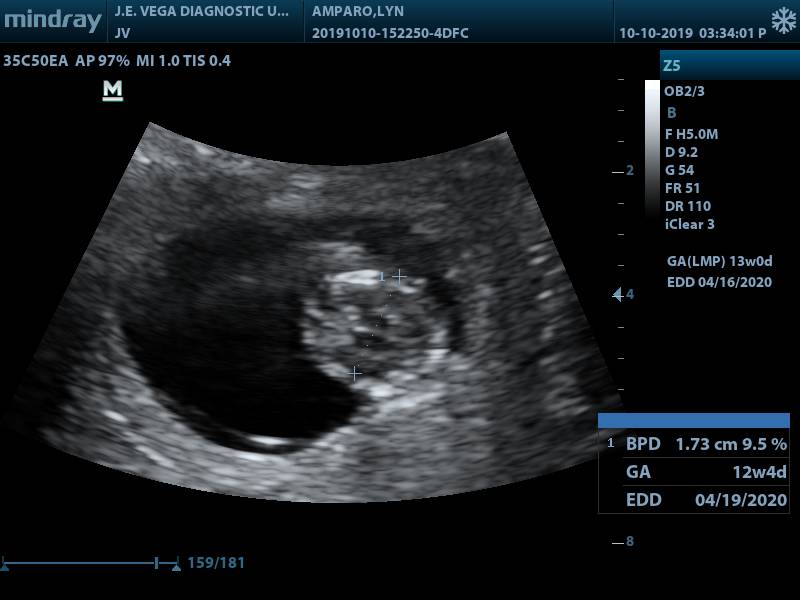 mindray
J.E. VEGA DIAGNOSTIC U...
JV
AMPARO,LYN
20191010-152250-4DFC
10-10-2019 03:34:01 P
35C50EA AP 97% MI 1.0 TIS 0.4
M
Z5
OB2/3
B
F H5.0M
D 9.2
G 54
FR 51
DR 110
iClear 3
GA(LMP) 13w0d
EDD 04/16/2020
2
4
8
1
1 BPD 1.73 cm 9.5 %
GA 12w4d
EDD 04/19/2020
159/181